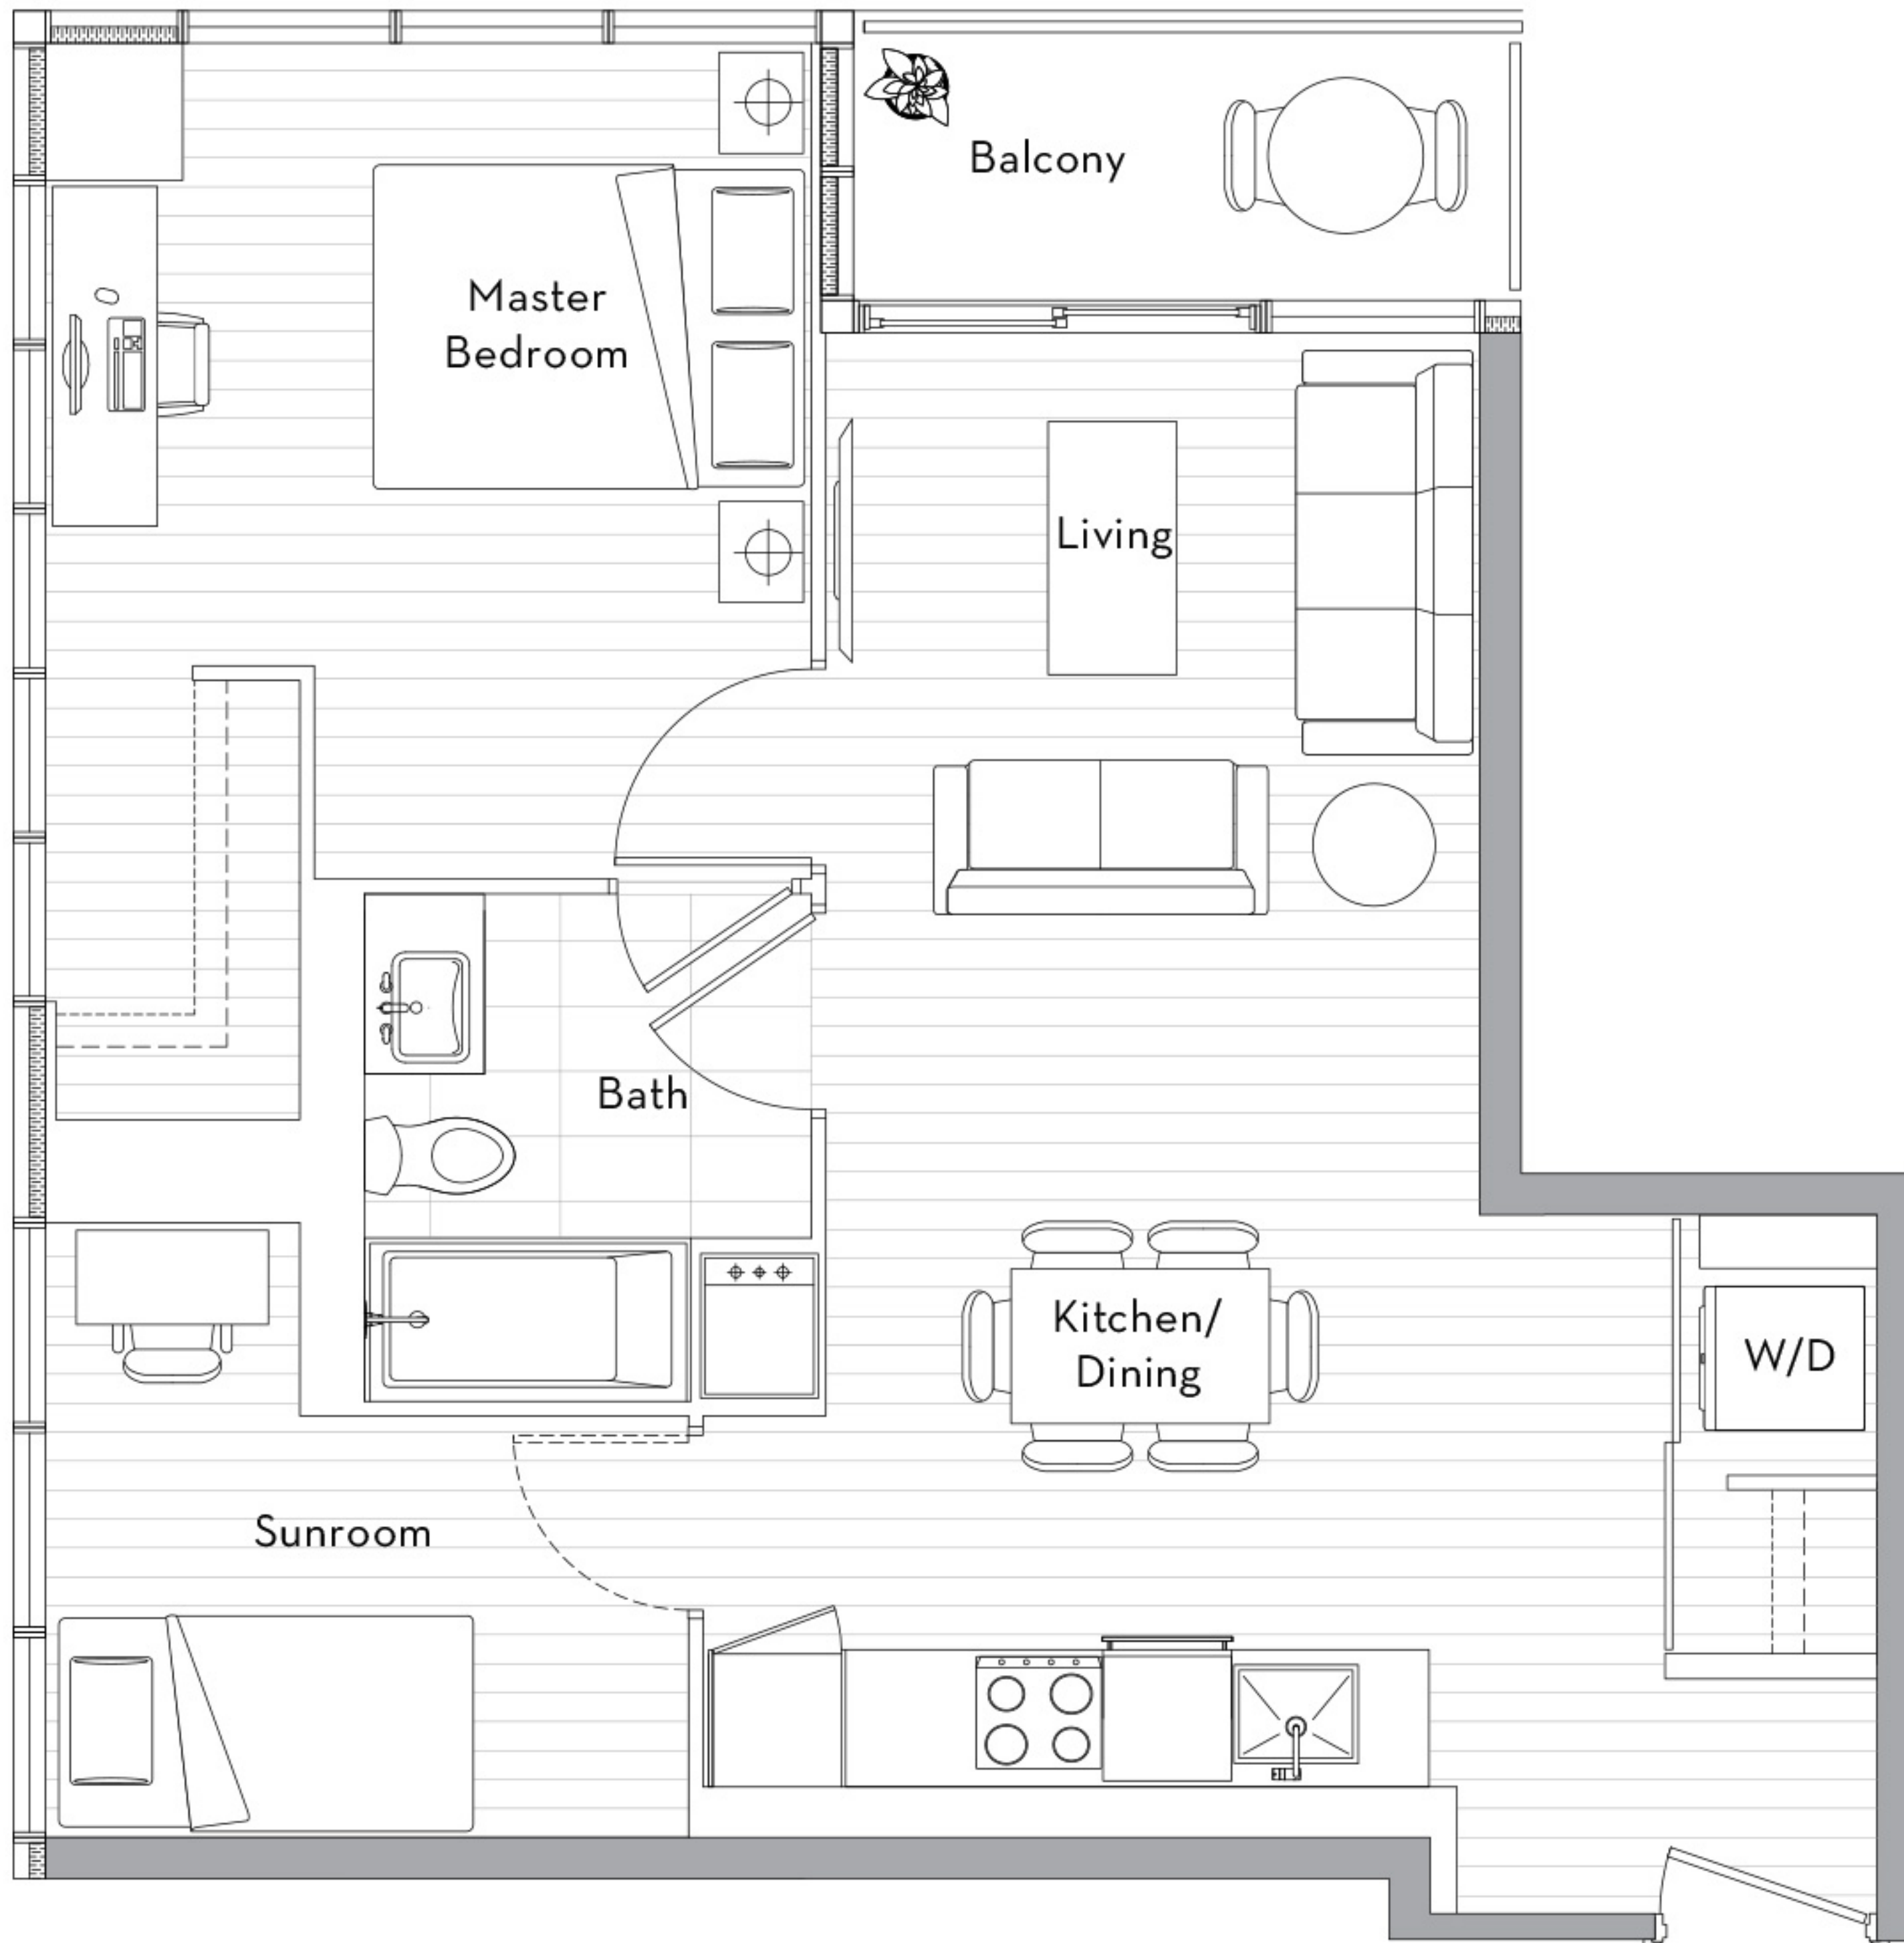 Balcony
Master
Bedroom
Living
Bath
Kitchen/
Dining
W/D
Sunroom